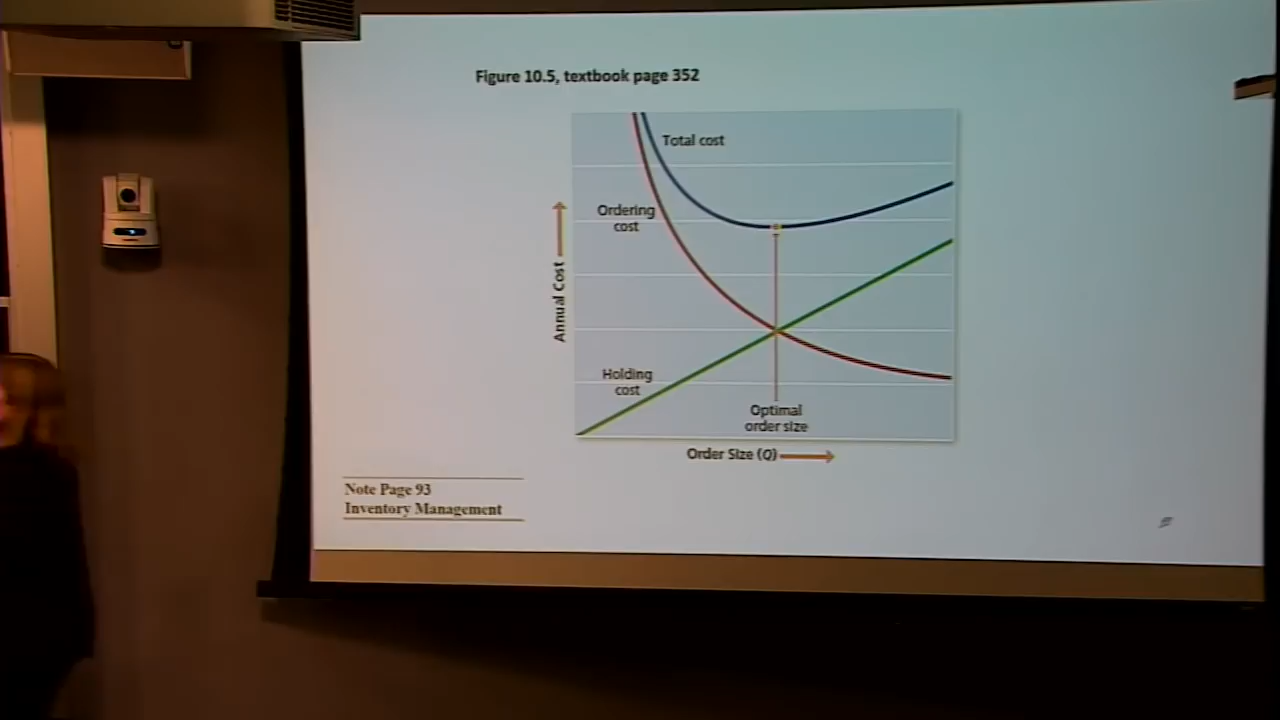 Figure 10.5, textbook page 352
Total cost
Ordering
cost
Annual Cost
Holding
cost
Optimal
order size
Order Size (Q)
Note Page 93
Inventory Management